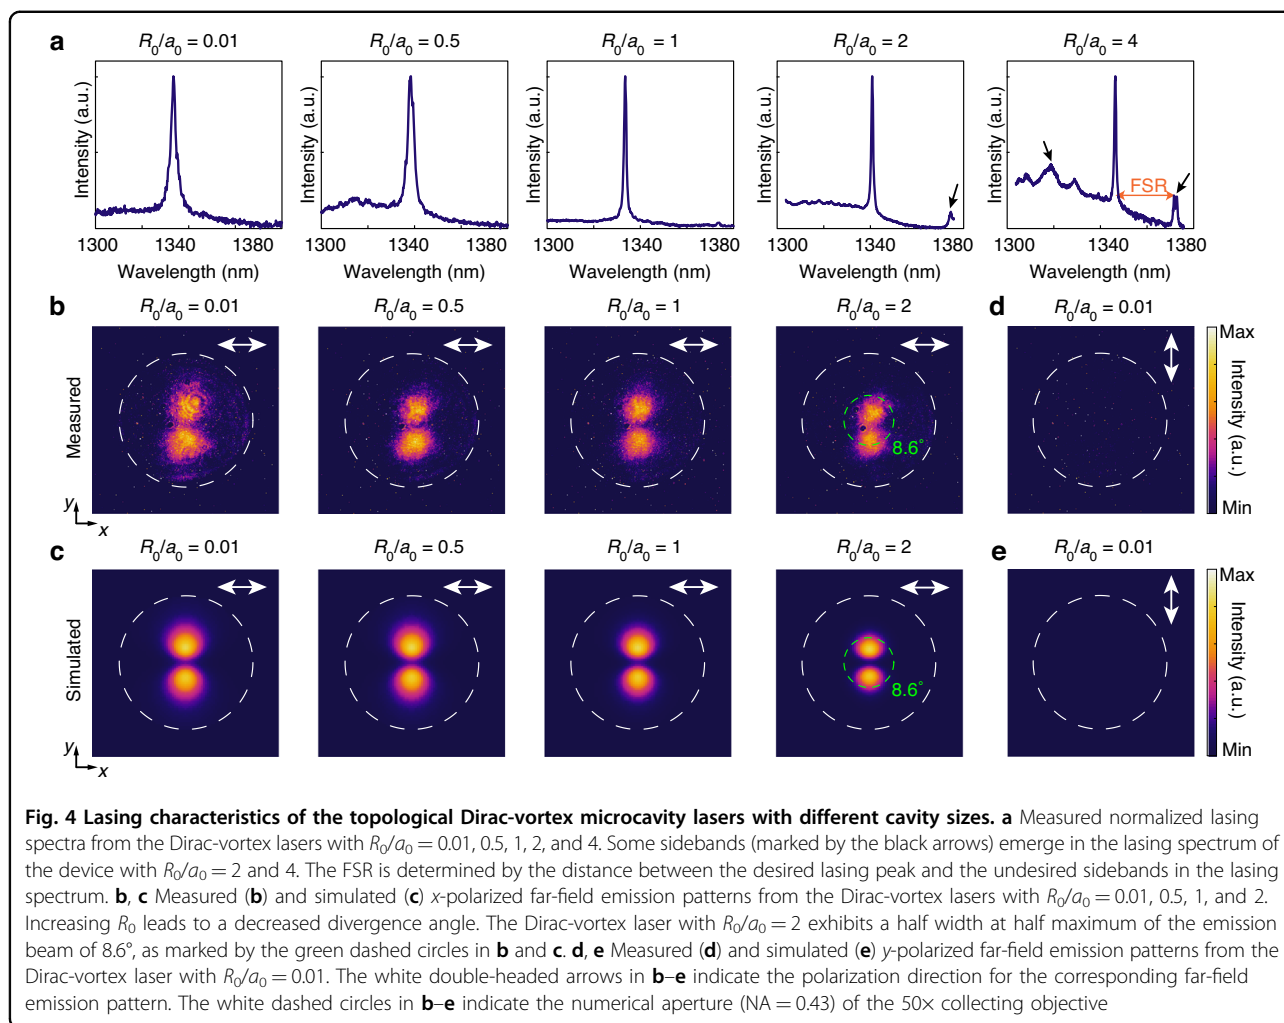 a
R₀/a₀ = 0.01
R₀/a₀ = 0.5
R₀/a₀ = 1
R₀/a₀ = 2
R₀/a₀ = 4
Intensity (a.u.)
Intensity (a.u.)
Intensity (a.u.)
Intensity (a.u.)
Intensity (a.u.)
FSR
1300 1340 1380
1300 1340 1380
1300 1340 1380
1300 1340 1380
1300 1340 1380
Wavelength (nm)
Wavelength (nm)
Wavelength (nm)
Wavelength (nm)
Wavelength (nm)
b
R₀/a₀ = 0.01
R₀/a₀ = 0.5
R₀/a₀ = 1
R₀/a₀ = 2
d
R₀/a₀ = 0.01
Measured
8.6°
Max
Intensity (a.u.)
Min
y
x
c
R₀/a₀ = 0.01
R₀/a₀ = 0.5
R₀/a₀ = 1
R₀/a₀ = 2
e
R₀/a₀ = 0.01
Simulated
8.6°
Max
Intensity (a.u.)
Min
y
x
Fig. 4 Lasing characteristics of the topological Dirac-vortex microcavity lasers with different cavity sizes. a Measured normalized lasing
spectra from the Dirac-vortex lasers with R₀/a₀ = 0.01, 0.5, 1, 2, and 4. Some sidebands (marked by the black arrows) emerge in the lasing spectrum of
the device with R₀/a₀ = 2 and 4. The FSR is determined by the distance between the desired lasing peak and the undesired sidebands in the lasing
spectrum. b, c Measured (b) and simulated (c) x-polarized far-field emission patterns from the Dirac-vortex lasers with R₀/a₀ = 0.01, 0.5, 1, and 2.
Increasing R₀ leads to a decreased divergence angle. The Dirac-vortex laser with R₀/a₀ = 2 exhibits a half width at half maximum of the emission
beam of 8.6°, as marked by the green dashed circles in b and c. d, e Measured (d) and simulated (e) y-polarized far-field emission patterns from the
Dirac-vortex laser with R₀/a₀ = 0.01. The white double-headed arrows in b–e indicate the polarization direction for the corresponding far-field
emission pattern. The white dashed circles in b–e indicate the numerical aperture (NA = 0.43) of the 50× collecting objective